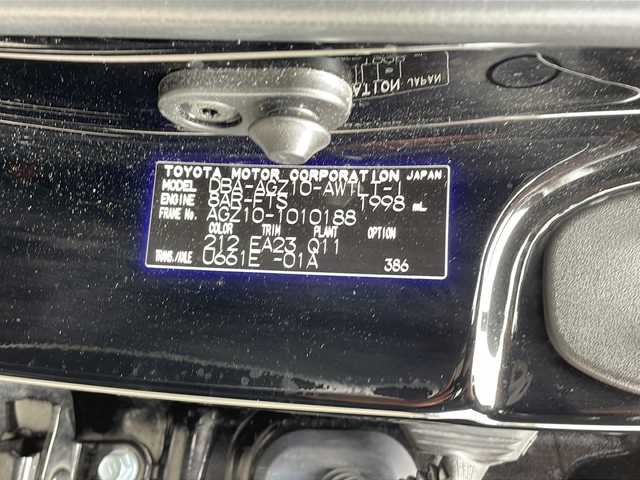 TOYOTA MOTOR CORPORATION JAPAN
MODEL DBA-AGZ10-AWTLT-1
ENGINE 8AR-FTS 1998 mL
FRAME No. AGZ10-1010188
COLOR TRIM PLANT OPTION
212 EA23 Q11
TRANS./AXLE U661E -01A 386